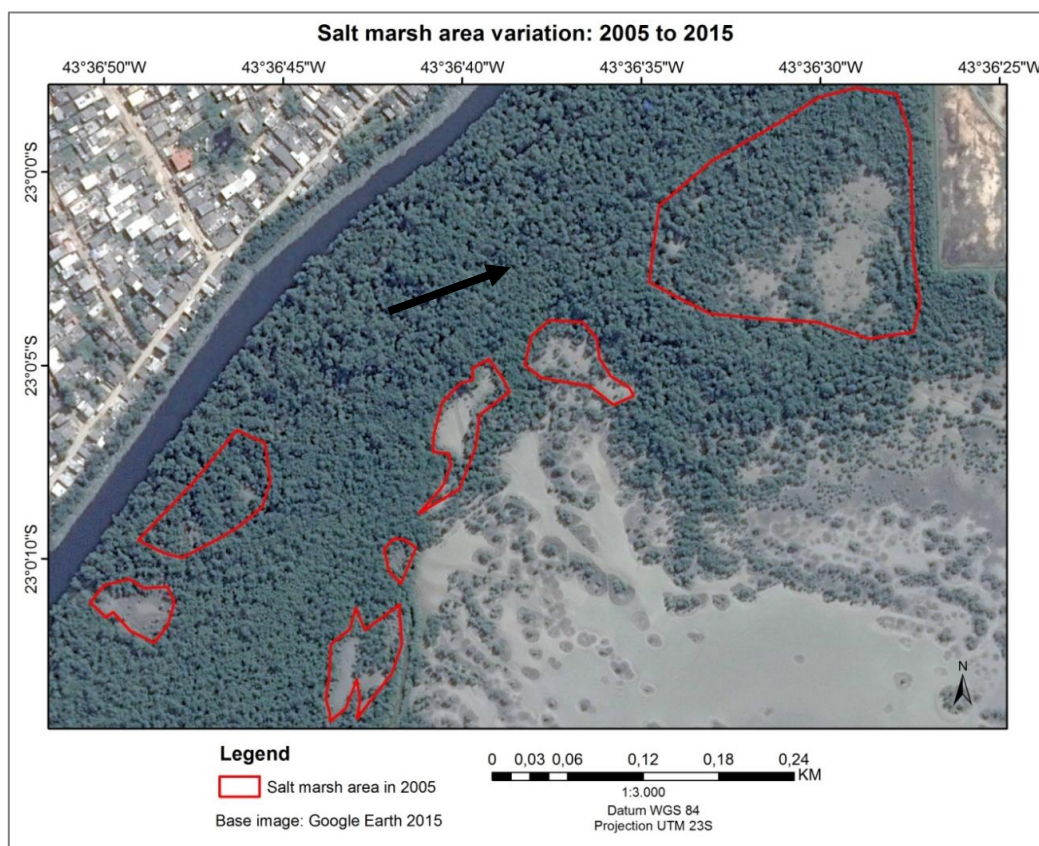 Salt marsh area variation: 2005 to 2015
43°36'50"W 43°36'45"W 43°36'40"W 43°36'35"W 43°36'30"W 43°36'25"W
23°0'0"S
23°0'5"S
23°0'10"S
N
Legend
Salt marsh area in 2005
Base image: Google Earth 2015
0 0,03 0,06 0,12 0,18 0,24
KM
1:3.000
Datum WGS 84
Projection UTM 23S